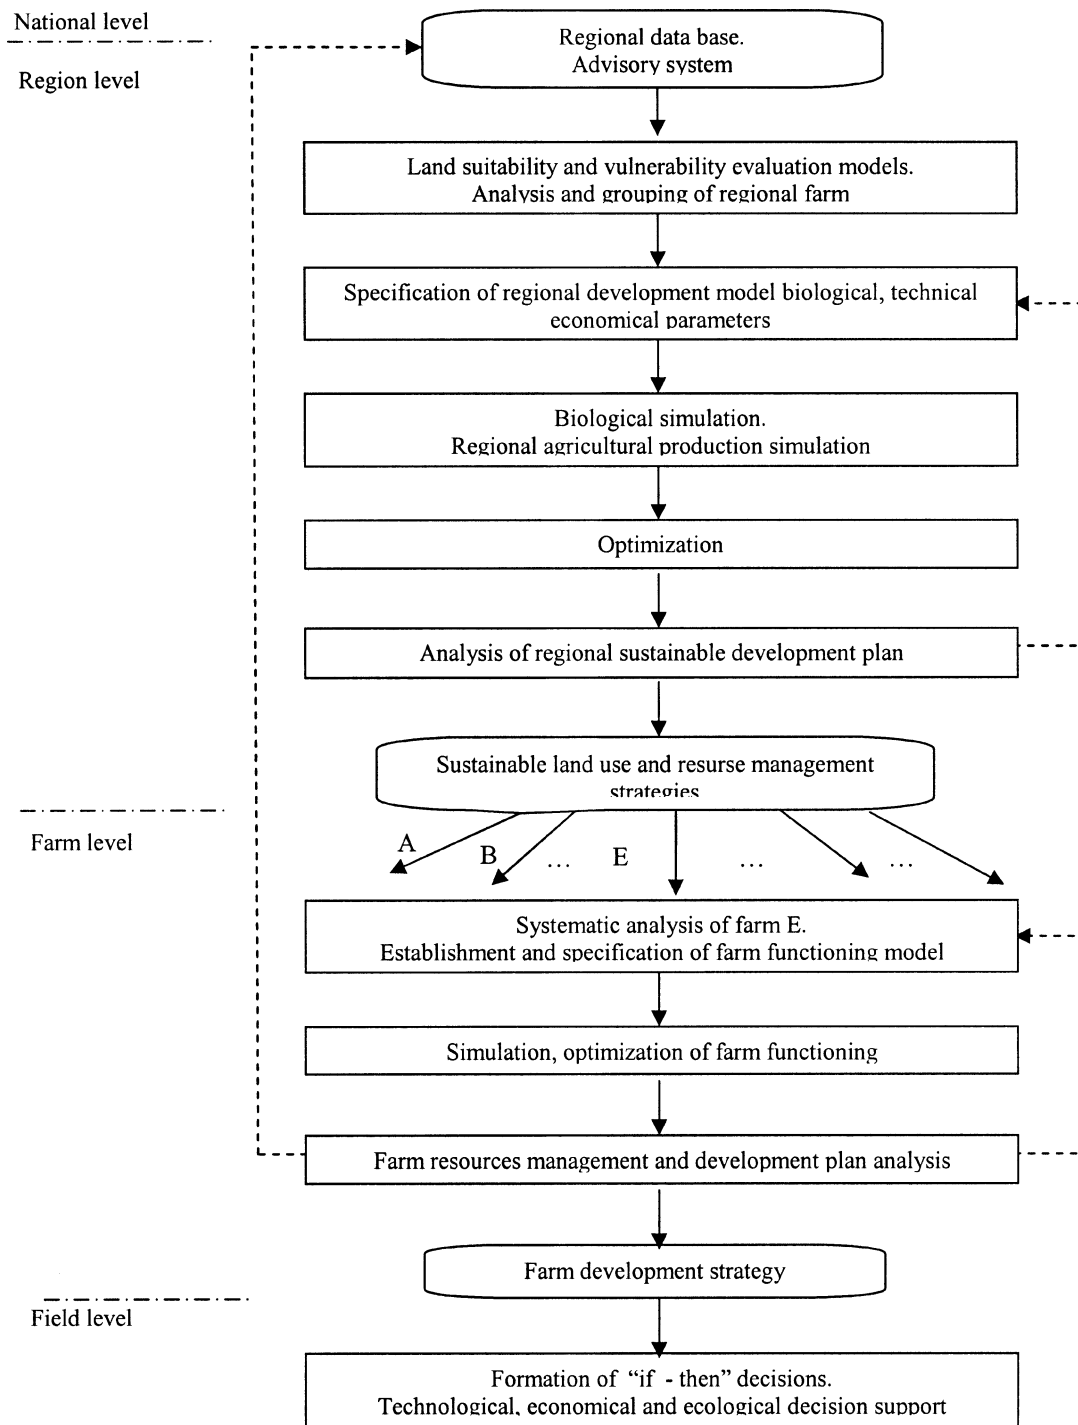 National level
Regional data base.
Advisory system
Region level
Land suitability and vulnerability evaluation models.
Analysis and grouping of regional farm
Specification of regional development model biological, technical
economical parameters
Biological simulation.
Regional agricultural production simulation
Optimization
Analysis of regional sustainable development plan
Sustainable land use and resurse management
strategies
Farm level
A
B
...
E
...
...
Systematic analysis of farm E.
Establishment and specification of farm functioning model
Simulation, optimization of farm functioning
Farm resources management and development plan analysis
Farm development strategy
Field level
Formation of “if - then” decisions.
Technological, economical and ecological decision support